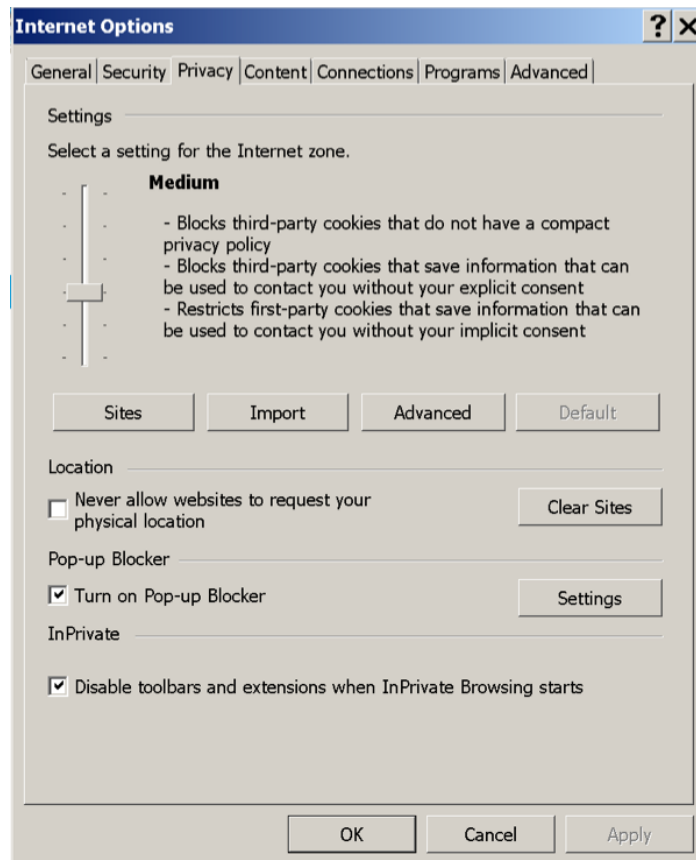 Internet Options
General Security Privacy Content Connections Programs Advanced
Settings
Select a setting for the Internet zone.
Medium
- Blocks third-party cookies that do not have a compact
privacy policy
- Blocks third-party cookies that save information that can
be used to contact you without your explicit consent
- Restricts first-party cookies that save information that can
be used to contact you without your implicit consent
Sites Import Advanced Default
Location
Never allow websites to request your
physical location
Clear Sites
Pop-up Blocker
Turn on Pop-up Blocker
Settings
InPrivate
Disable toolbars and extensions when InPrivate Browsing starts
OK Cancel Apply